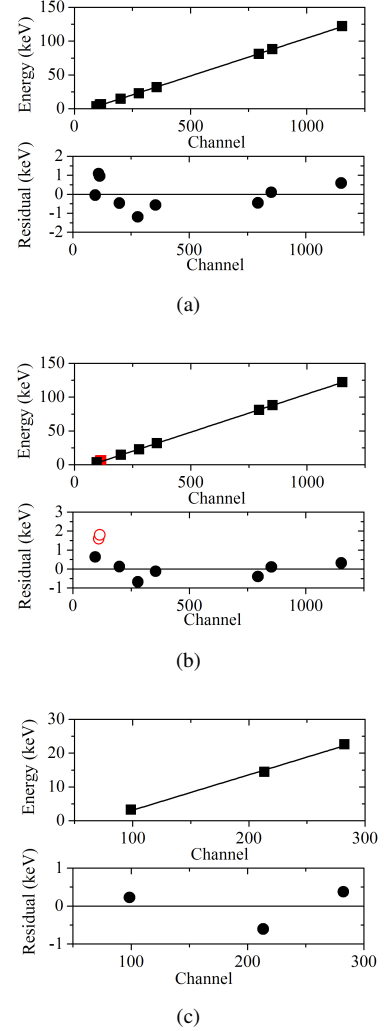 150
100
50
0
Energy (keV)
0 500 1000
Channel
2
1
0
-1
-2
Residual (keV)
0 500 1000
Channel
(a)
150
100
50
0
Energy (keV)
0 500 1000
Channel
3
2
1
0
-1
Residual (keV)
0 500 1000
Channel
(b)
30
20
10
0
Energy (keV)
100 200 300
Channel
1
0
-1
Residual (keV)
100 200 300
Channel
(c)